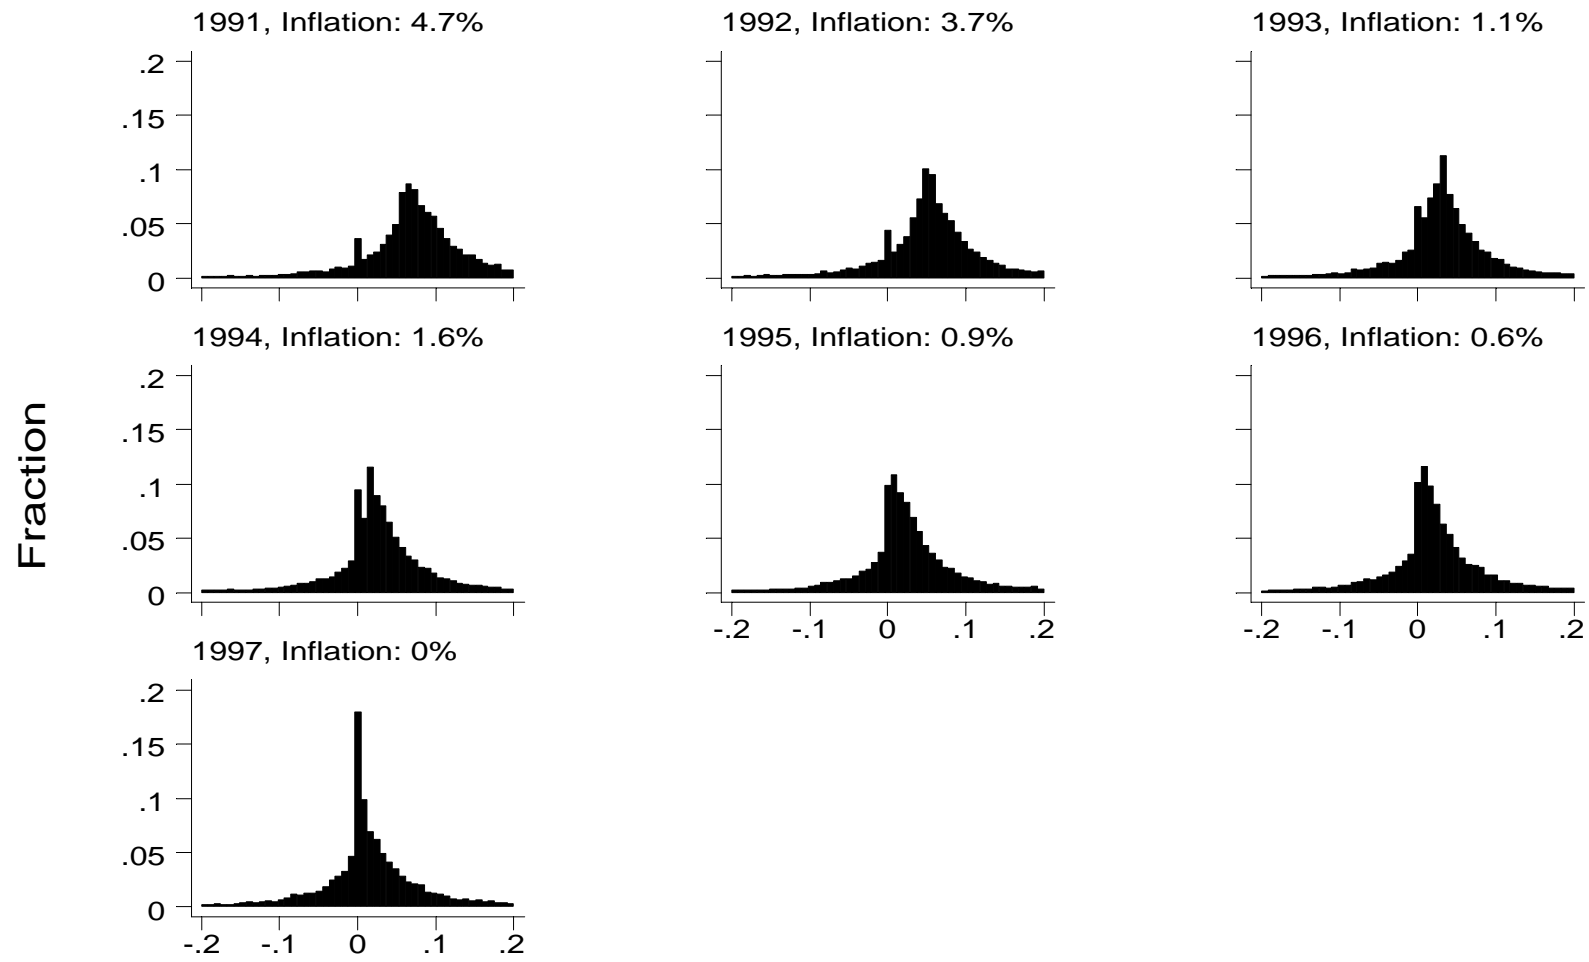 1991, Inflation: 4.7%
1992, Inflation: 3.7%
1993, Inflation: 1.1%
.2
.15
.1
.05
0
1994, Inflation: 1.6%
1995, Inflation: 0.9%
1996, Inflation: 0.6%
.2
.15
.1
.05
0
Fraction
-.2 -.1 0 .1 .2
-.2 -.1 0 .1 .2
1997, Inflation: 0%
.2
.15
.1
.05
0
-.2 -.1 0 .1 .2